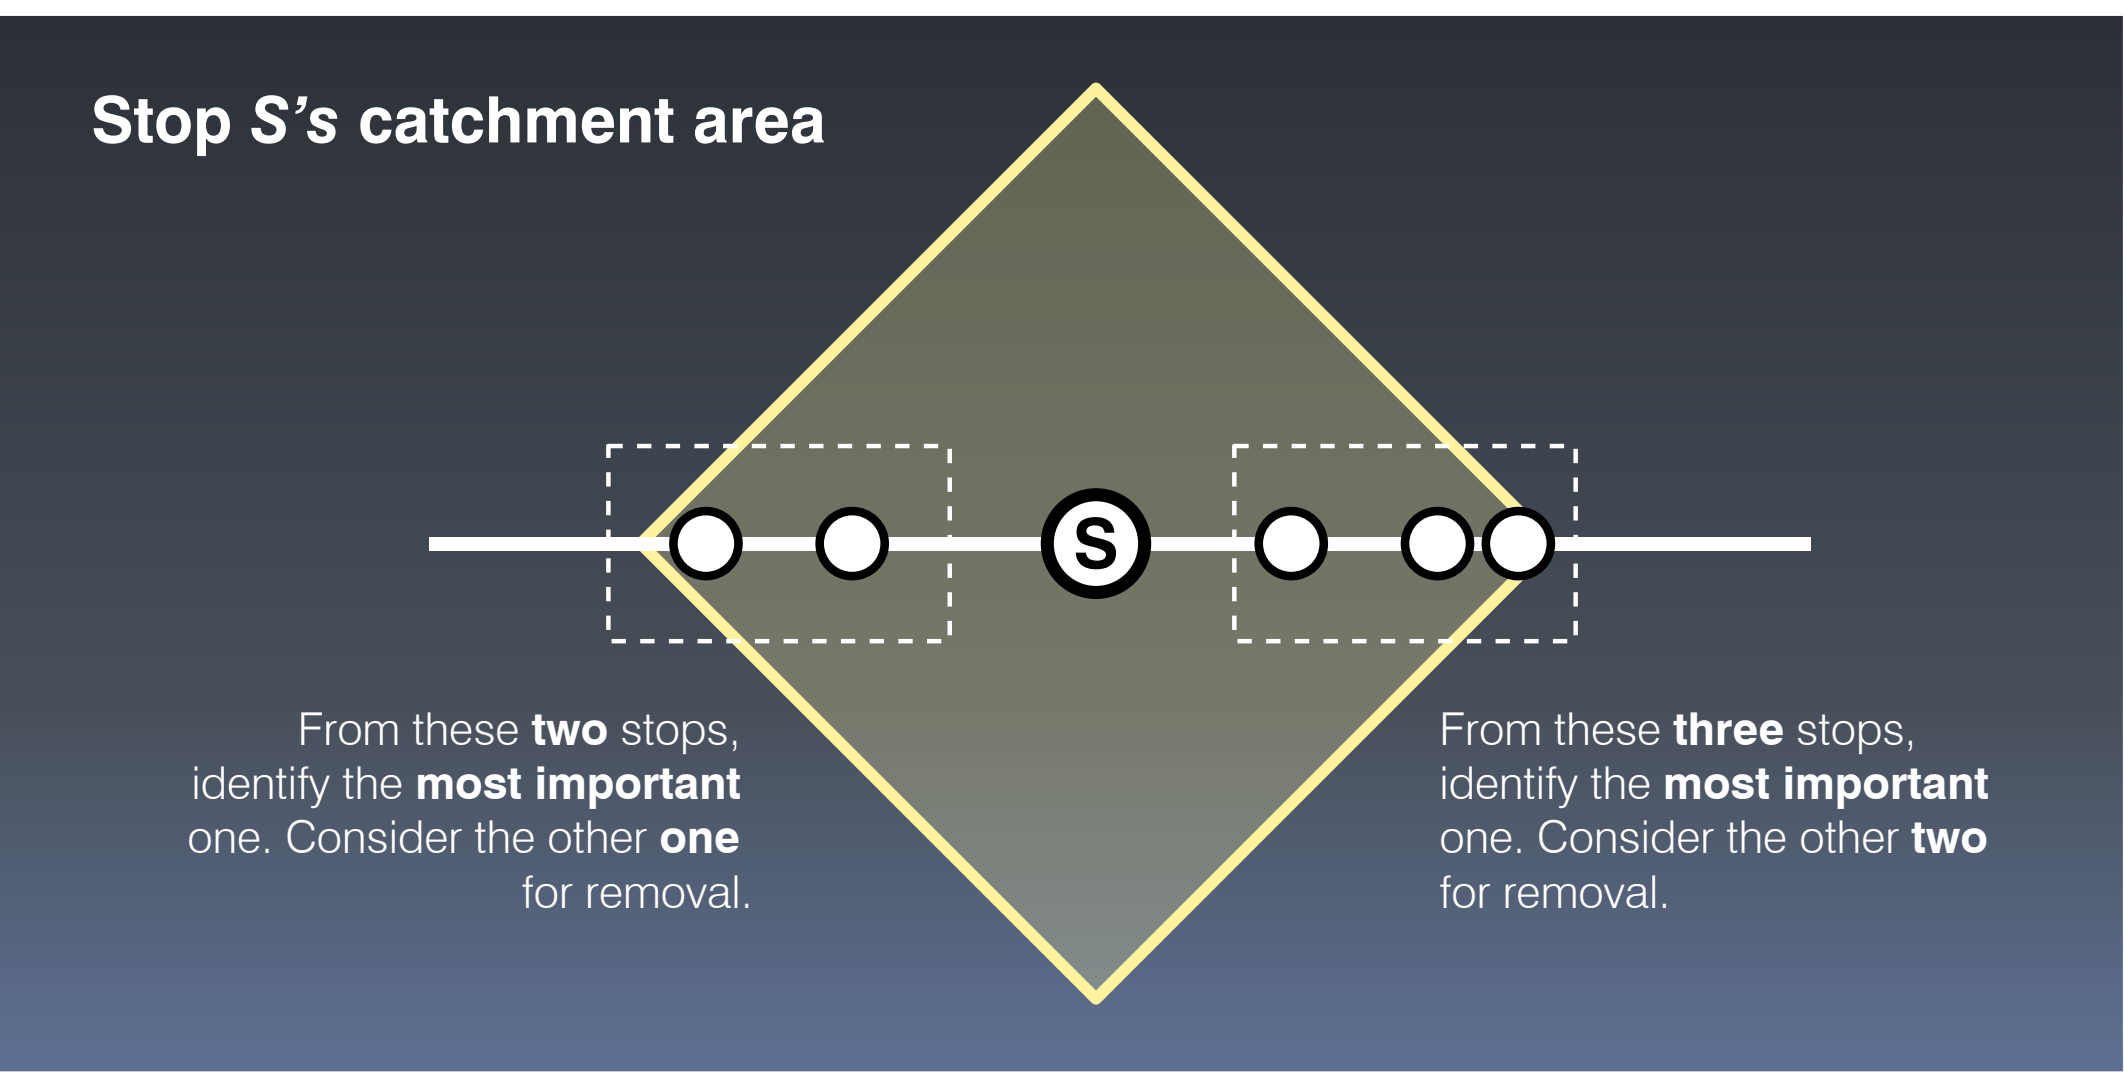 Stop S’s catchment area
S
From these two stops,
identify the most important
one. Consider the other one
for removal.
From these three stops,
identify the most important
one. Consider the other two
for removal.